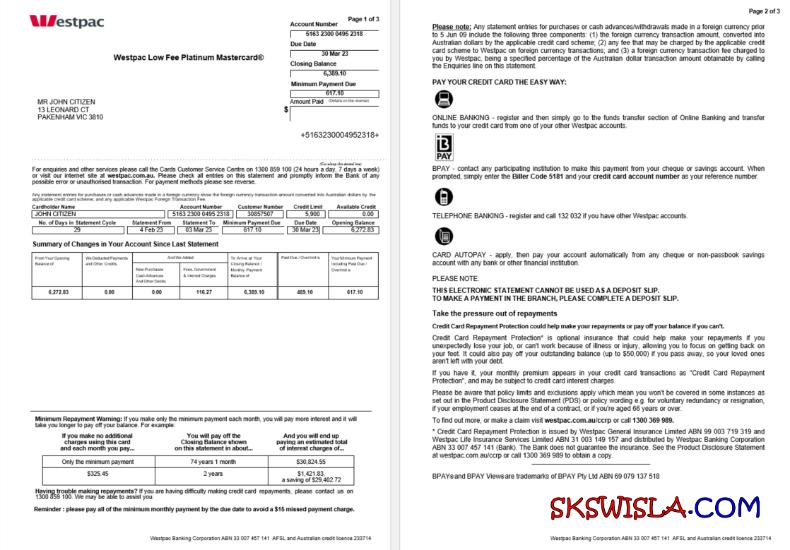 Westpac
Page 1 of 3
Account Number
5163 2300 0495 2318
Due Date
30 Mar 23
Westpac Low Fee Platinum Mastercard®
Closing Balance
6,389.10
Minimum Payment Due
617.10
Amount Paid
$
MR JOHN CITIZEN
13 LEONARD CT
PAKENHAM VIC 3810
+5163230004952318+
For enquiries and other services please call the Cards Customer Service Centre on 1300 859 100 (24 hours a day, 7 days a week)
or visit our internet site at westpac.com.au. Please check all entries on this statement and promptly inform the Bank of any
possible error or unauthorised transaction. For payment methods please see reverse.
Any statement entries for purchases or cash advances made in a foreign currency show the foreign currency transaction amount converted into Australian dollars by the
applicable credit card scheme, and any applicable Westpac Foreign Transaction Fee.
Cardholder Name Account Number Customer Number Credit Limit Available Credit
JOHN CITIZEN 5163 2300 0495 2318 30857507 5,900 0.00
No. of Days in Statement Cycle Statement From Statement To Minimum Payment Due Due Date Opening Balance
29 4 Feb 23 03 Mar 23 617.10 30 Mar 23 6,272.83
Summary of Changes in Your Account Since Last Statement
From Your Opening Balance of
We Deducted Payments and Other Credits
And We Added
New Purchases Cash Advances And Other Debits
Fees, Government & Interest Charges
To Arrive at Your Closing Balance / Monthly Payment Balance of
Past Due / Overlimit
Your Minimum Payment Including Past Due / Overlimit is
6,272.83 0.00 0.00 116.27 6,389.10 489.10 617.10
Minimum Repayment Warning: If you make only the minimum payment each month, you will pay more interest and it will
take you longer to pay off your balance. For example:
If you make no additional charges using this card and each month you pay...
You will pay off the Closing Balance shown on this statement in about...
And you will end up paying an estimated total of interest charges of...
Only the minimum payment 74 years 1 month $30,824.55
$325.45 2 years $1,421.83, a saving of $29,402.72
Having trouble making repayments? If you are having difficulty making credit card repayments, please contact us on
1300 859 100. We may be able to assist you.
Reminder : please pay all of the minimum monthly payment by the due date to avoid a $15 missed payment charge.
Westpac Banking Corporation ABN 33 007 457 141 AFSL and Australian credit licence 233714
Page 2 of 3
Please note: Any statement entries for purchases or cash advances/withdrawals made in a foreign currency prior
to 5 Jun 09 include the following three components: (1) the foreign currency transaction amount, converted into
Australian dollars by the applicable credit card scheme; (2) any fee that may be charged by the applicable credit
card scheme to Westpac on foreign currency transactions; and (3) a foreign currency transaction fee charged to
you by Westpac, being a specified percentage of the Australian dollar transaction amount obtainable by calling
the Enquiries line on this statement.
PAY YOUR CREDIT CARD THE EASY WAY:
ONLINE BANKING - register and then simply go to the funds transfer section of Online Banking and transfer
funds to your credit card from one of your other Westpac accounts.
B
PAY
BPAY - contact any participating institution to make this payment from your cheque or savings account. When
prompted, simply enter the Biller Code 5181 and your credit card account number as your reference number.
TELEPHONE BANKING - register and call 132 032 if you have other Westpac accounts.
CARD AUTOPAY - apply, then pay your account automatically from any cheque or non-passbook savings
account with any bank or other financial institution.
PLEASE NOTE:
THIS ELECTRONIC STATEMENT CANNOT BE USED AS A DEPOSIT SLIP.
TO MAKE A PAYMENT IN THE BRANCH, PLEASE COMPLETE A DEPOSIT SLIP.
Take the pressure out of repayments
Credit Card Repayment Protection could help make your repayments or pay off your balance if you can't.
Credit Card Repayment Protection* is optional insurance that could help make your repayments if you
unexpectedly lose your job, or can't work because of illness or injury, allowing you to focus on getting back on
your feet. It could also pay off your outstanding balance (up to $50,000) if you pass away, so your loved ones
aren't left with your debt.
If you have it, your monthly premium appears in your credit card transactions as "Credit Card Repayment
Protection", and may be subject to credit card interest charges.
Please be aware that policy limits and exclusions apply which mean you won't be covered in some instances as
set out in the Product Disclosure Statement (PDS) or policy wording e.g. for voluntary redundancy or resignation,
if your employment ceases at the end of a contract, or if you're aged 66 years or over.
To find out more, or make a claim visit westpac.au/ccrp or call 1300 369 989.
* Credit Card Repayment Protection is issued by Westpac General Insurance Limited ABN 99 003 719 319 and
Westpac Life Insurance Services Limited ABN 31 003 149 157 and distributed by Westpac Banking Corporation
ABN 33 007 457 141 (Bank). The Bank does not guarantee the insurance. See the Product Disclosure Statement
at westpac.au/ccrp or call 1300 369 989 to obtain a copy.
BPAY and BPAY View are trademarks of BPAY Pty Ltd ABN 69 079 137 518
SKSWISLA.COM
Westpac Banking Corporation ABN 33 007 457 141 AFSL and Australian credit licence 233714